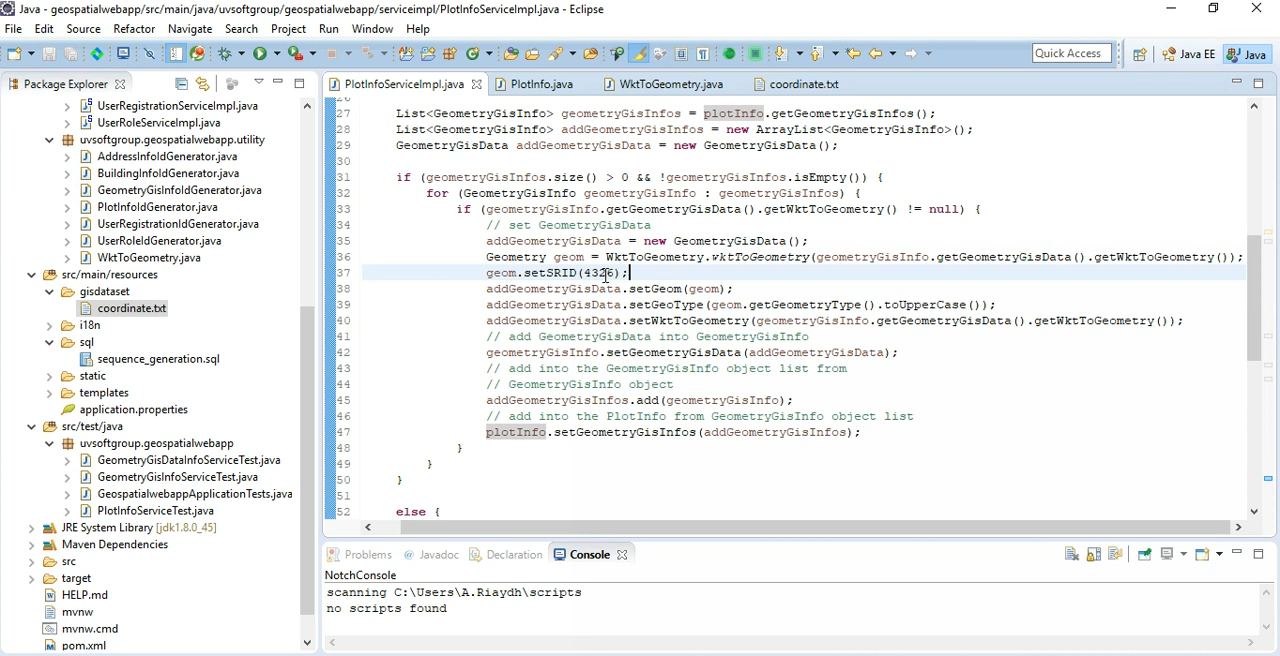 Java - geospatialwebapp/src/main/java/uvsoftgroup/geospatialwebapp/serviceimpl/PlotInfoServiceImpl.java - Eclipse
File Edit Source Refactor Navigate Search Project Run Window Help
Quick Access Java EE Java
Package Explorer
UserRegistrationServiceImpl.java
UserRoleServiceImpl.java
uvsoftgroup.geospatialwebapp.utility
AddressInfoIdGenerator.java
BuildingInfoIdGenerator.java
GeometryGisInfoIdGenerator.java
PlotInfoIdGenerator.java
UserRegistrationIdGenerator.java
UserRoleIdGenerator.java
WktToGeometry.java
src/main/resources
gisdataset
coordinate.txt
i18n
sql
sequence_generation.sql
static
templates
application.properties
src/test/java
uvsoftgroup.geospatialwebapp
GeometryGisDataInfoServiceTest.java
GeometryGisInfoServiceTest.java
GeospatialwebappApplicationTests.java
PlotInfoServiceTest.java
JRE System Library [jdk1.8.0_45]
Maven Dependencies
src
target
HELP.md
mvnw
mvnw.cmd
pom.xml
PlotInfoServiceImpl.java PlotInfo.java WktToGeometry.java coordinate.txt
26
27 List<GeometryGisInfo> geometryGisInfos = plotInfo.getGeometryGisInfos();
28 List<GeometryGisInfo> addGeometryGisInfos = new ArrayList<GeometryGisInfo>();
29 GeometryGisData addGeometryGisData = new GeometryGisData();
30
31 if (geometryGisInfos.size() > 0 && !geometryGisInfos.isEmpty()) {
32 for (GeometryGisInfo geometryGisInfo : geometryGisInfos) {
33 if (geometryGisInfo.getGeometryGisData().getWktToGeometry() != null) {
34 // set GeometryGisData
35 addGeometryGisData = new GeometryGisData();
36 Geometry geom = WktToGeometry.wktToGeometry(geometryGisInfo.getGeometryGisData().getWktToGeometry());
37 geom.setSRID(4326);
38 addGeometryGisData.setGeom(geom);
39 addGeometryGisData.setGeoType(geom.getGeometryType().toUpperCase());
40 addGeometryGisData.setWktToGeometry(geometryGisInfo.getGeometryGisData().getWktToGeometry());
41 // add GeometryGisData into GeometryGisInfo
42 geometryGisInfo.setGeometryGisData(addGeometryGisData);
43 // add into the GeometryGisInfo object list from
44 // GeometryGisInfo object
45 addGeometryGisInfos.add(geometryGisInfo);
46 // add into the PlotInfo from GeometryGisInfo object list
47 plotInfo.setGeometryGisInfos(addGeometryGisInfos);
48 }
49 }
50 }
51
52 else {
Problems @ Javadoc Declaration Console
NotchConsole
scanning C:\Users\A.Riaydh\scripts
no scripts found